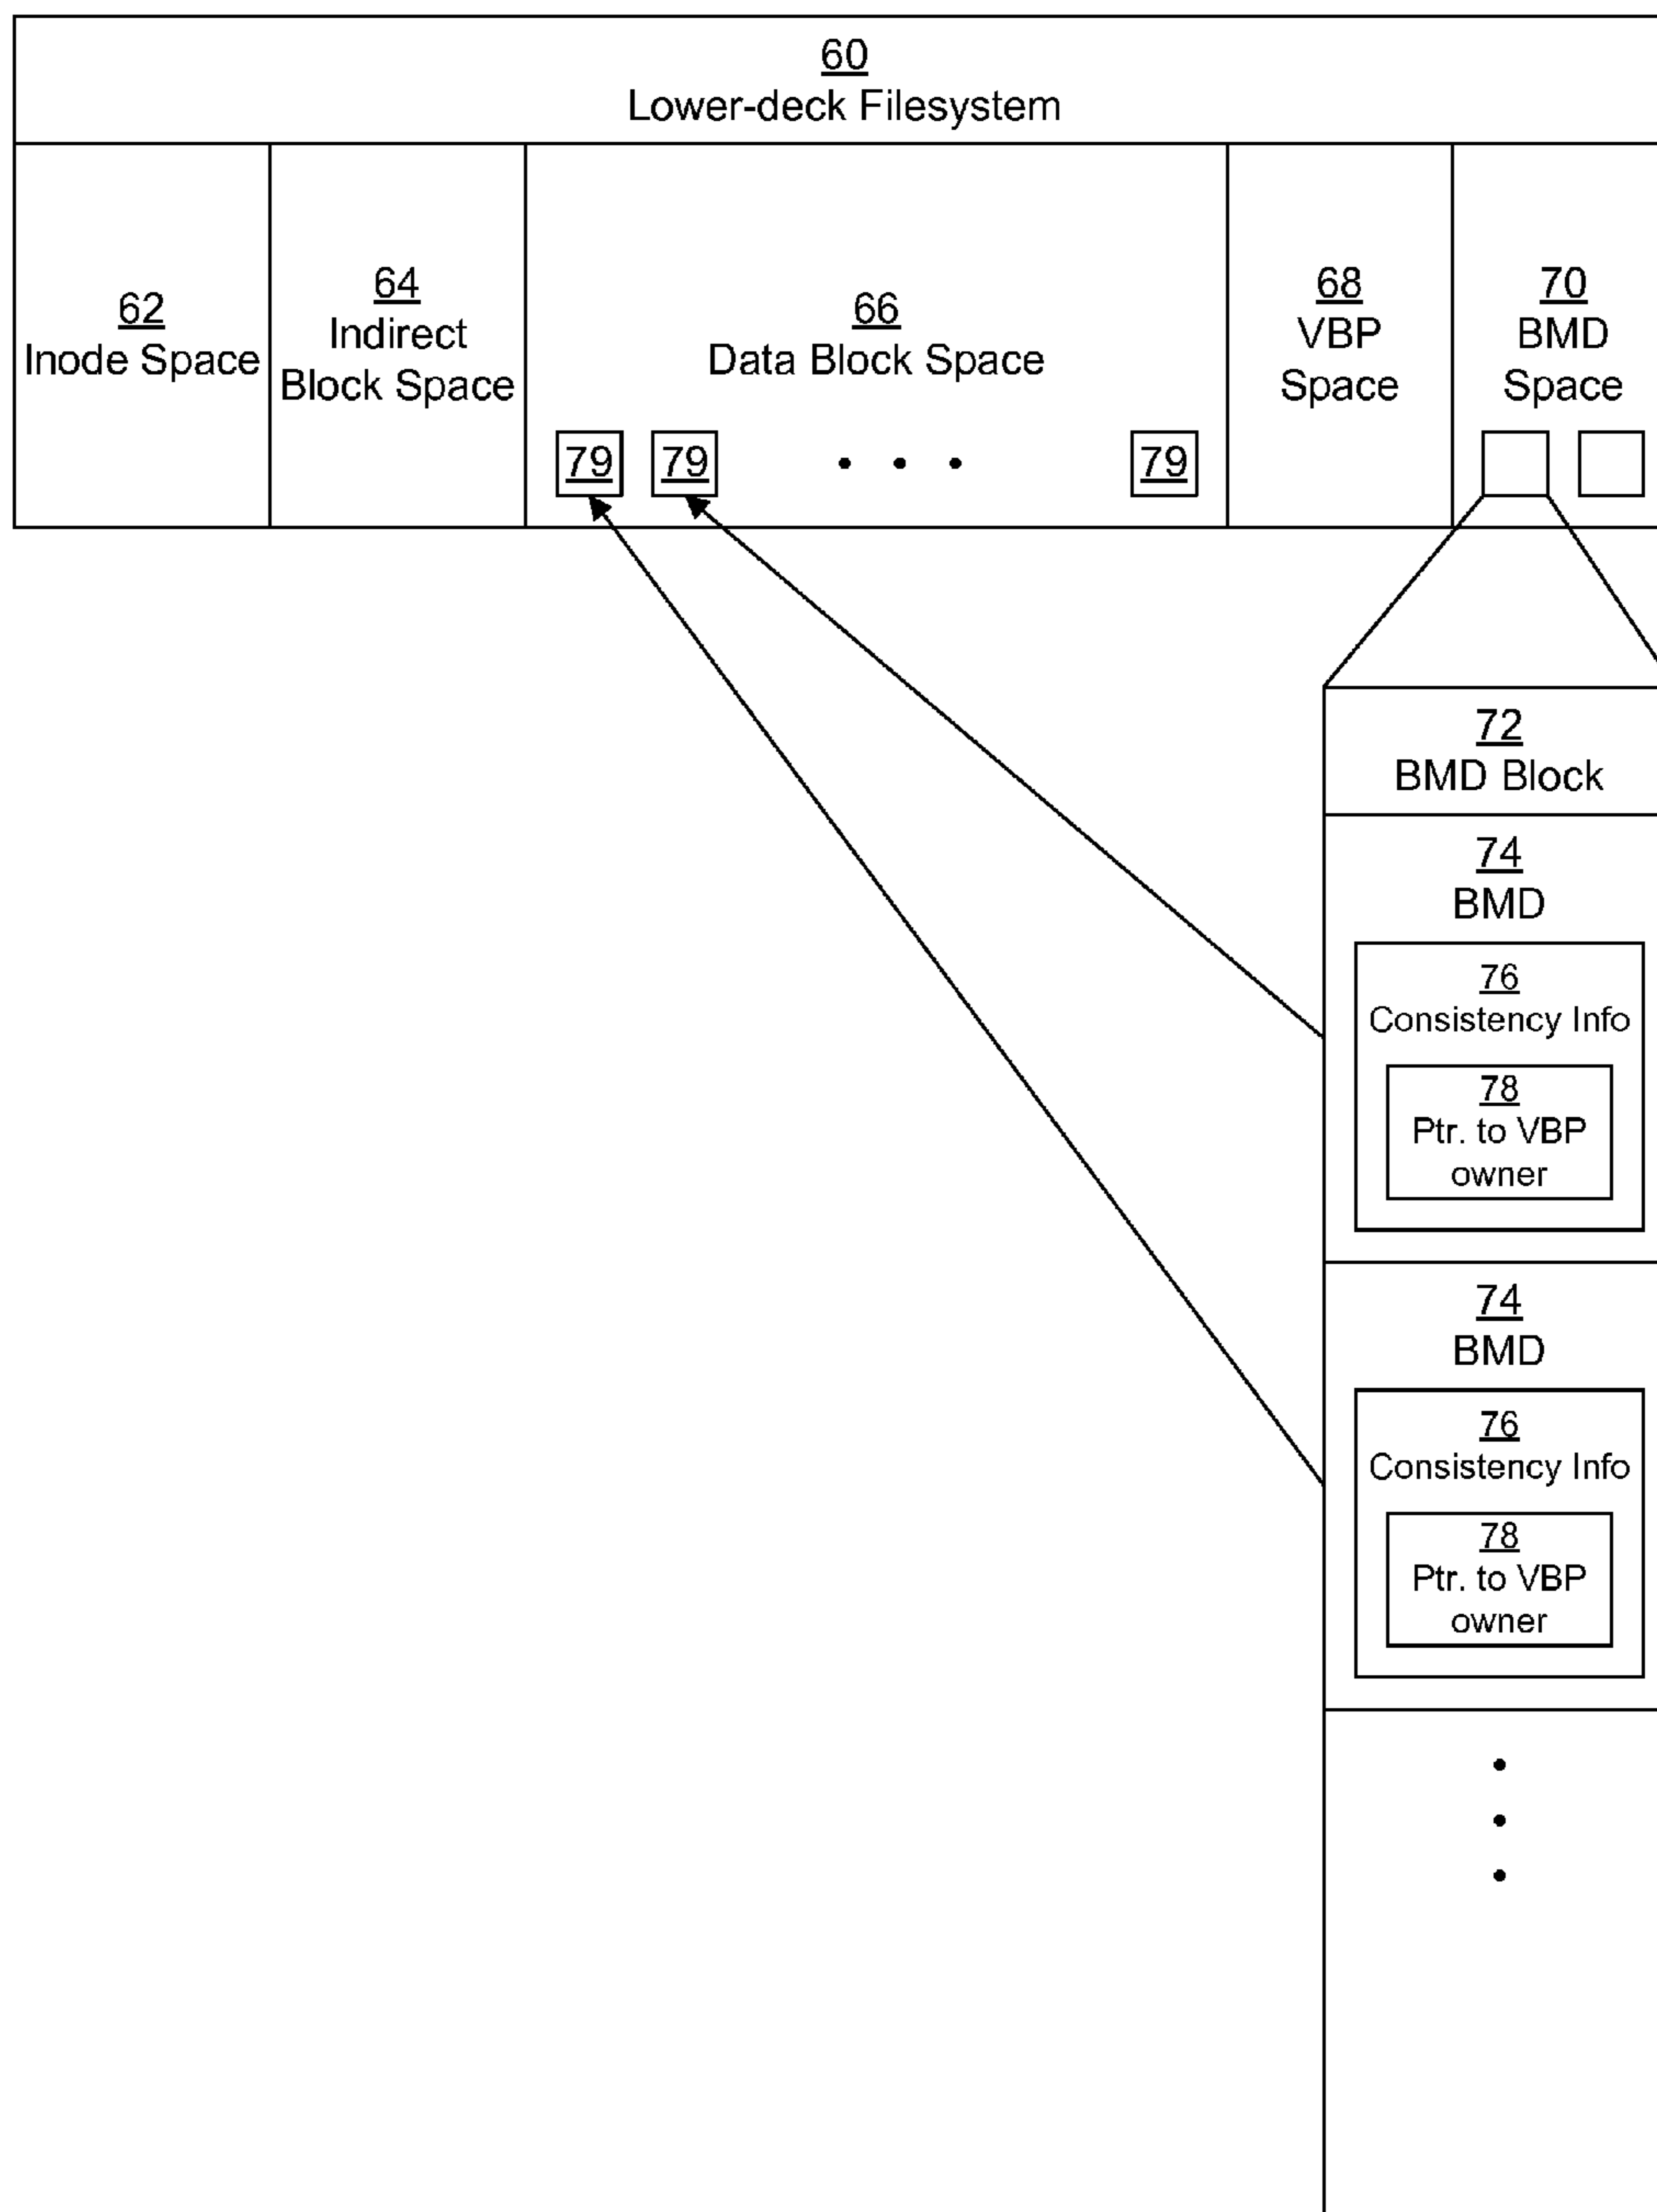 60
Lower-deck Filesystem
62
Inode Space
64
Indirect
Block Space
66
Data Block Space
68
VBP
Space
70
BMD
Space
79
79
• • •
79
72
BMD Block
74
BMD
76
Consistency Info
78
Ptr. to VBP
owner
74
BMD
76
Consistency Info
78
Ptr. to VBP
owner